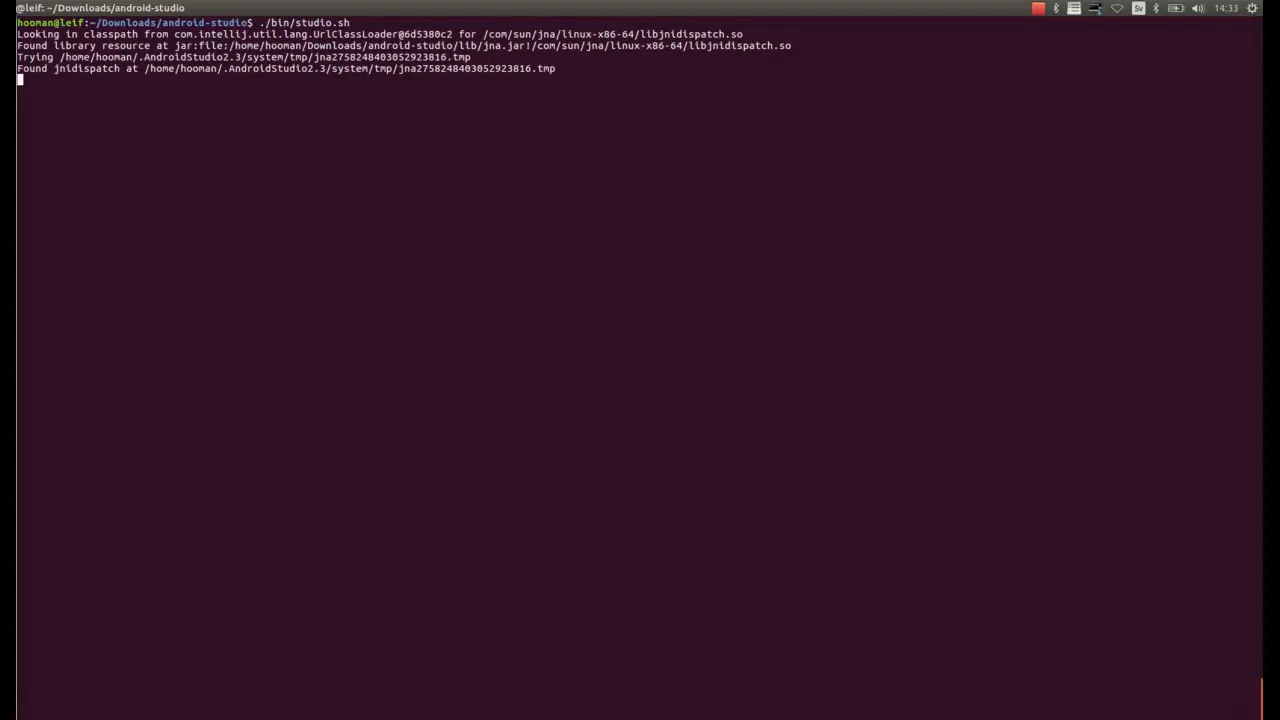 @leif: ~/Downloads/android-studio
Sv
14:33
hooman@leif:~/Downloads/android-studio$ ./bin/studio.sh
Looking in classpath from com.intellij.util.lang.UrlClassLoader@6d5380c2 for /com/sun/jna/linux-x86-64/libjnidispatch.so
Found library resource at jar:file:/home/hooman/Downloads/android-studio/lib/jna.jar!/com/sun/jna/linux-x86-64/libjnidispatch.so
Trying /home/hooman/.AndroidStudio2.3/system/tmp/jna2758248403052923816.tmp
Found jnidispatch at /home/hooman/.AndroidStudio2.3/system/tmp/jna2758248403052923816.tmp